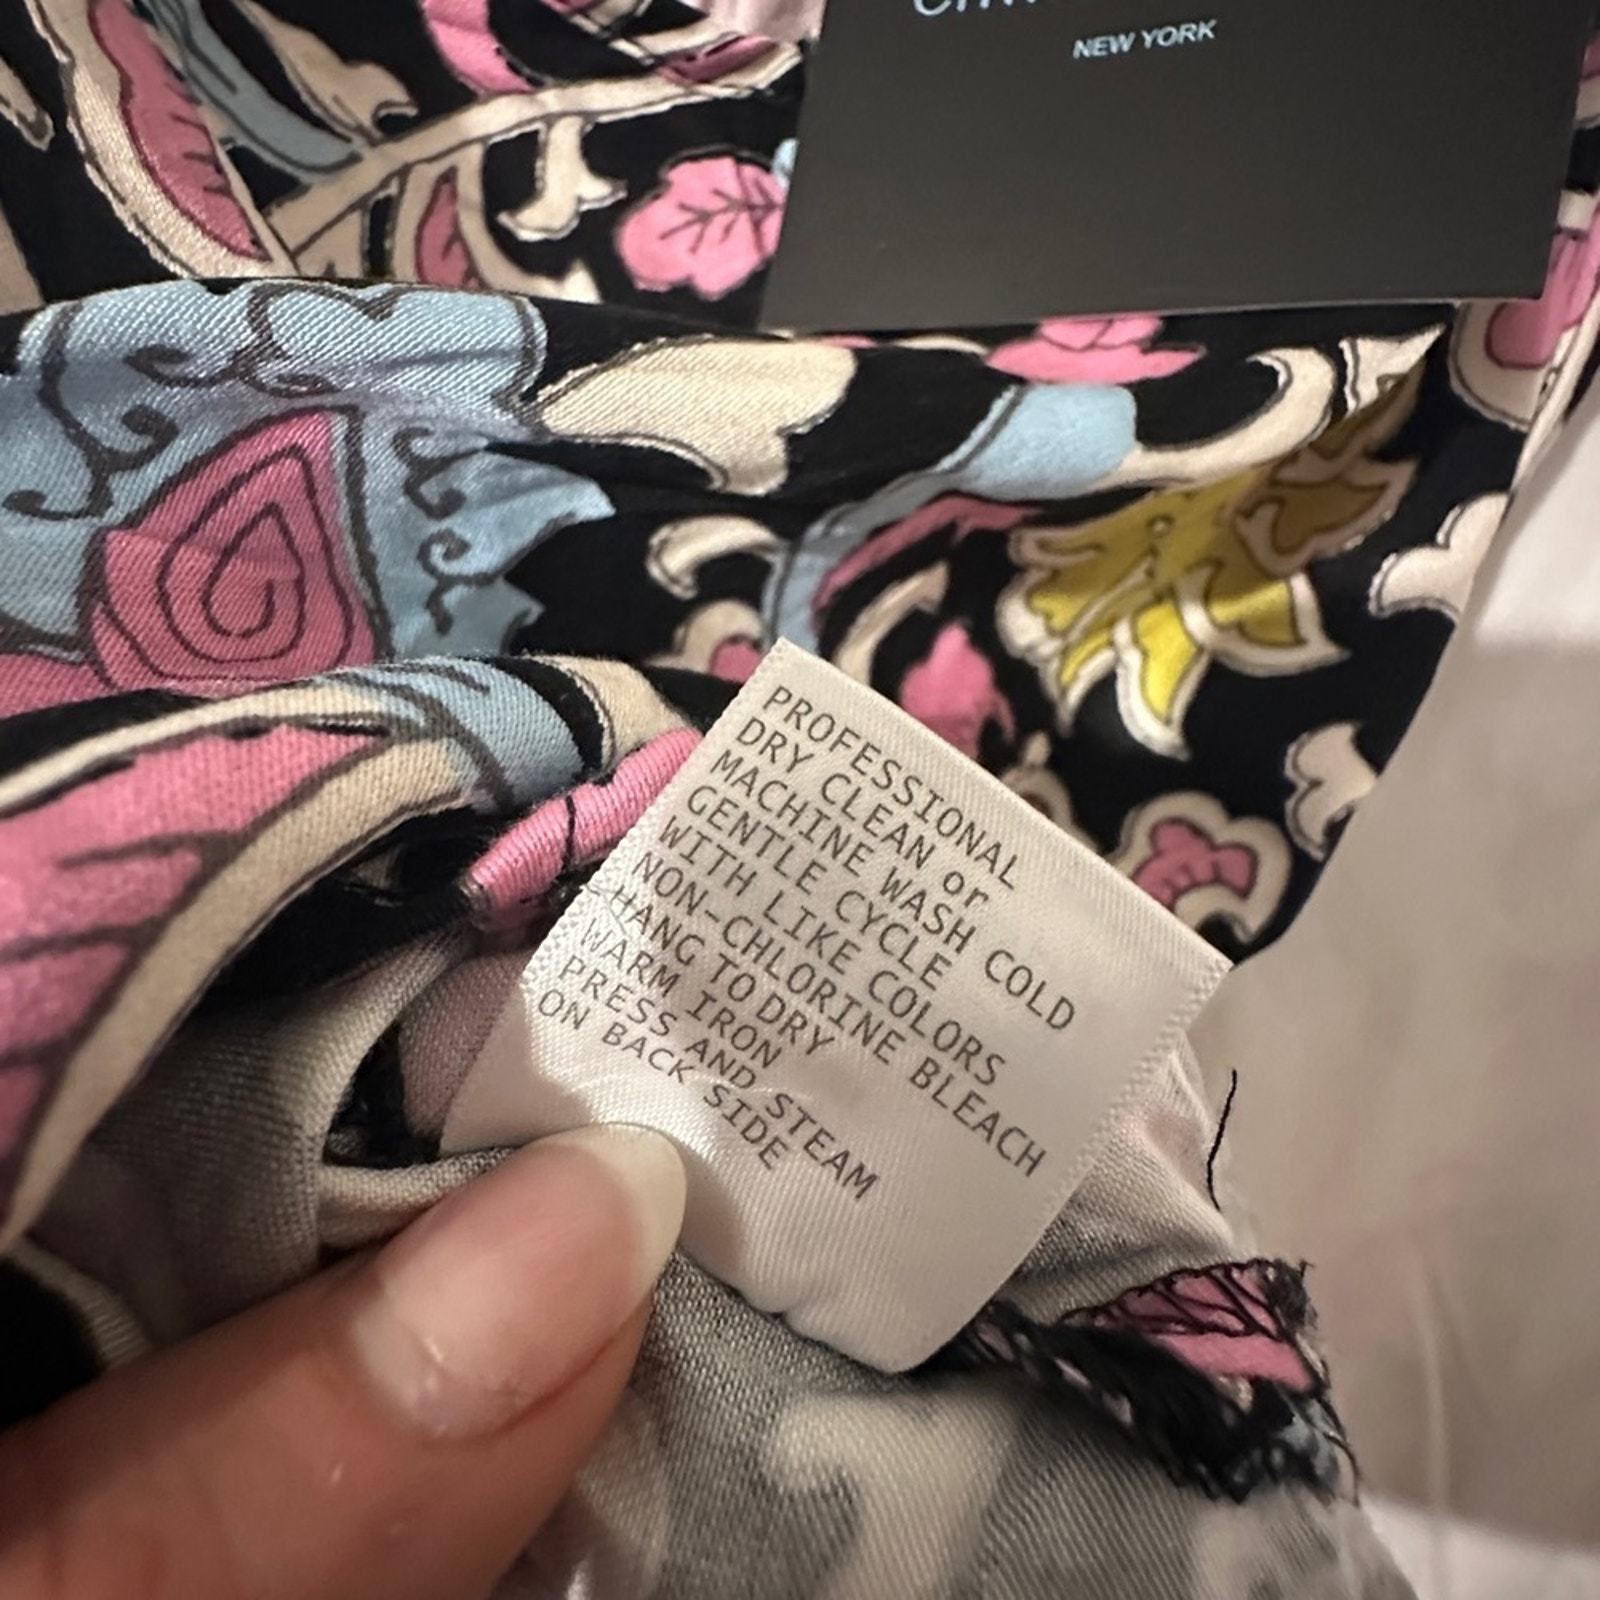 NEW YORK
PROFESSIONAL
DRY CLEAN or
MACHINE WASH COLD
GENTLE CYCLE
WITH LIKE COLORS
NON-CHLORINE BLEACH
HANG TO DRY
WARM IRON
PRESS AND STEAM
ON BACK SIDE